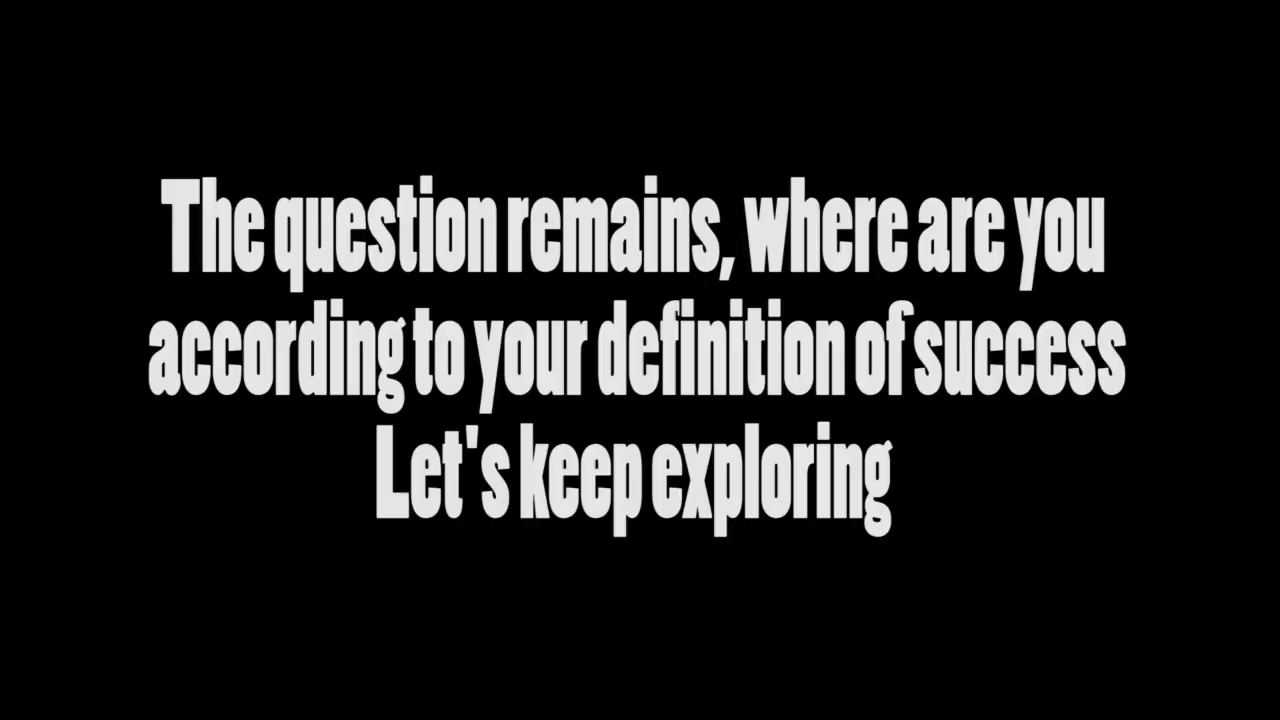 The question remains, where are you
according to your definition of success
Let's keep exploring